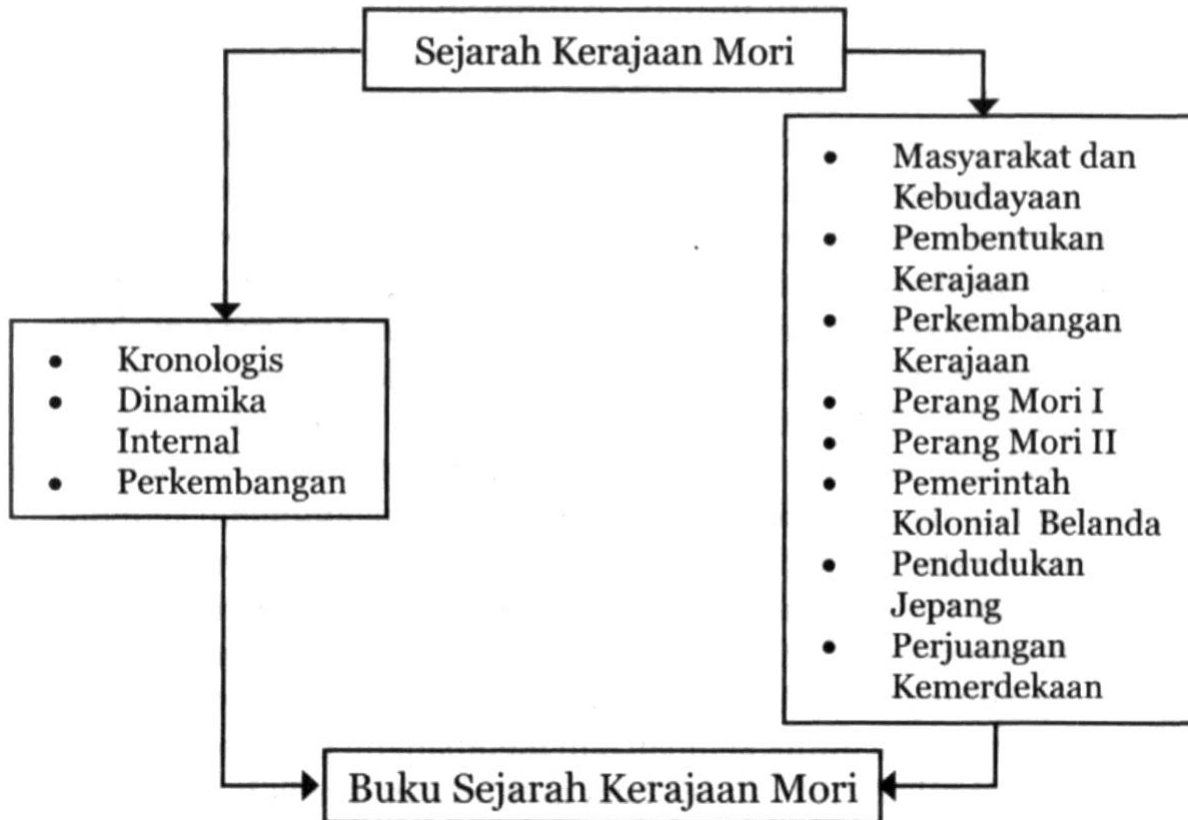 Sejarah Kerajaan Mori
• Kronologis
• Dinamika
Internal
• Perkembangan
• Masyarakat dan
Kebudayaan
• Pembentukan
Kerajaan
• Perkembangan
Kerajaan
• Perang Mori I
• Perang Mori II
• Pemerintah
Kolonial Belanda
• Pendudukan
Jepang
• Perjuangan
Kemerdekaan
Buku Sejarah Kerajaan Mori